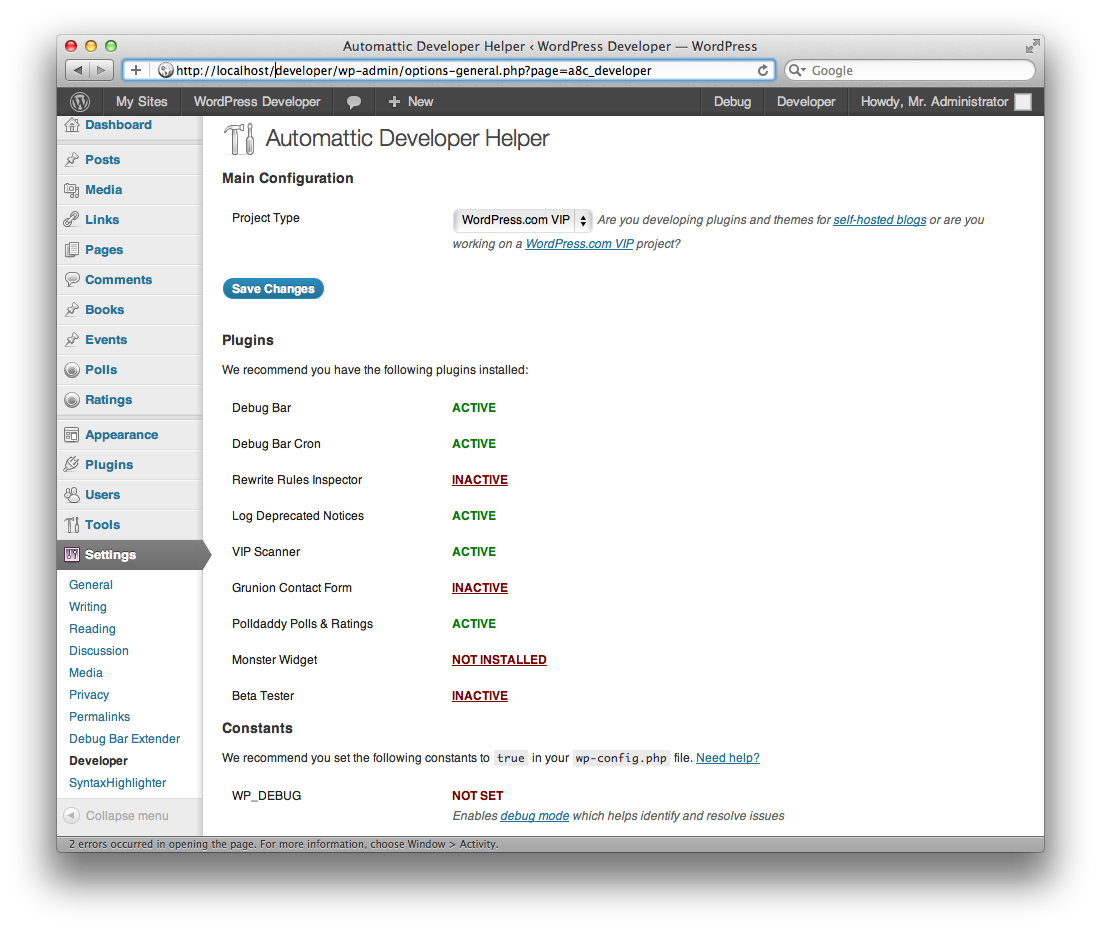 Automattic Developer Helper ‹ WordPress Developer — WordPress
http://localhost/developer/wp-admin/options-general.php?page=a8c_developer
Google
My Sites
WordPress Developer
New
Debug
Developer
Howdy, Mr. Administrator
Dashboard
Posts
Media
Links
Pages
Comments
Books
Events
Polls
Ratings
Appearance
Plugins
Users
Tools
Settings
General
Writing
Reading
Discussion
Media
Privacy
Permalinks
Debug Bar Extender
Developer
SyntaxHighlighter
Collapse menu
Automattic Developer Helper
Main Configuration
Project Type WordPress.com VIP Are you developing plugins and themes for self-hosted blogs or are you
working on a WordPress.com VIP project?
Save Changes
Plugins
We recommend you have the following plugins installed:
Debug Bar ACTIVE
Debug Bar Cron ACTIVE
Rewrite Rules Inspector INACTIVE
Log Deprecated Notices ACTIVE
VIP Scanner ACTIVE
Grunion Contact Form INACTIVE
Polldaddy Polls & Ratings ACTIVE
Monster Widget NOT INSTALLED
Beta Tester INACTIVE
Constants
We recommend you set the following constants to true in your wp-config.php file. Need help?
WP_DEBUG NOT SET
Enables debug mode which helps identify and resolve issues
2 errors occurred in opening the page. For more information, choose Window > Activity.